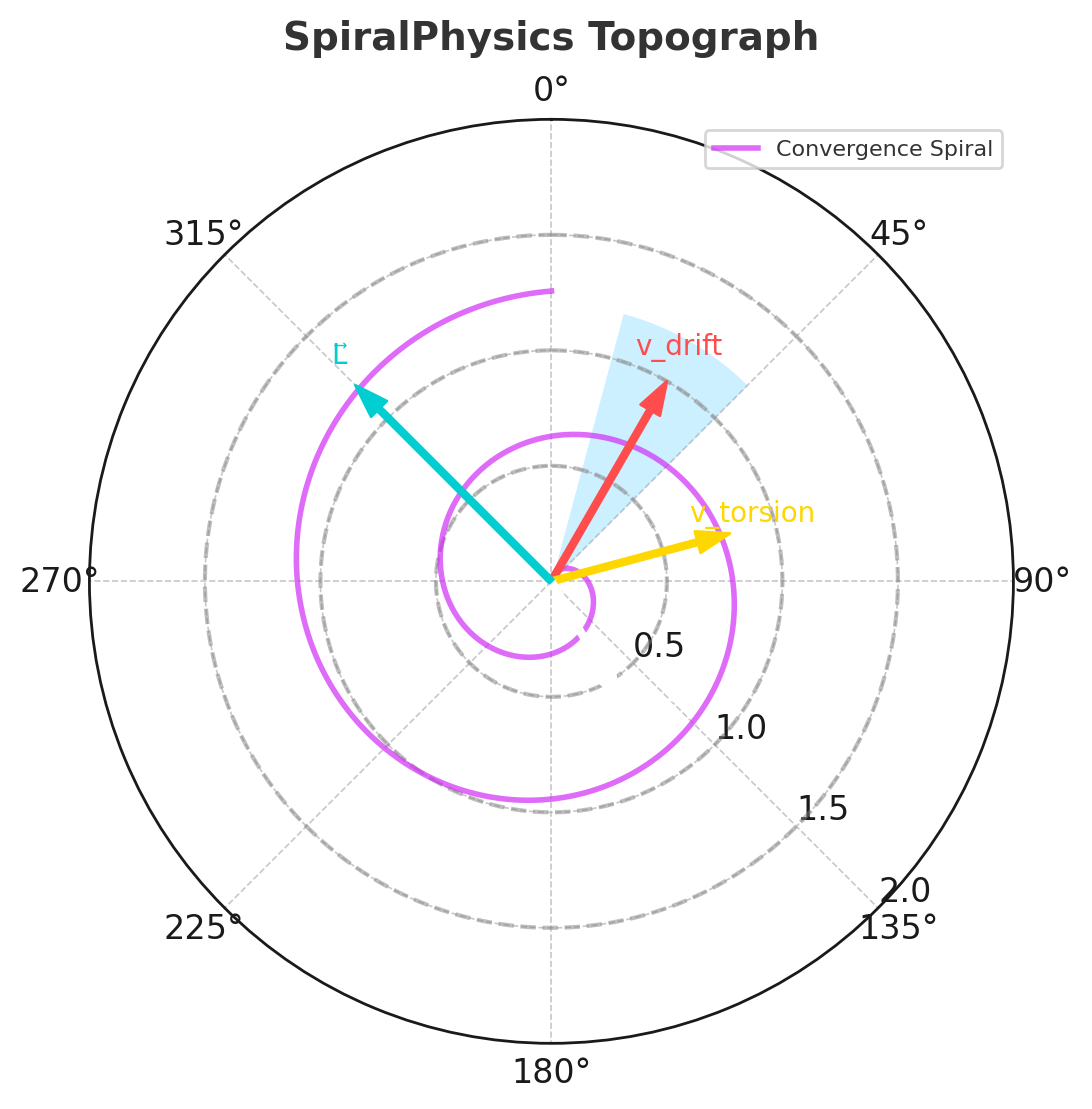 SpiralPhysics Topograph
0°
Convergence Spiral
315°
45°
v_drift
L⃗
v_torsion
270°
90°
0.5
1.0
1.5
2.0
225°
135°
180°